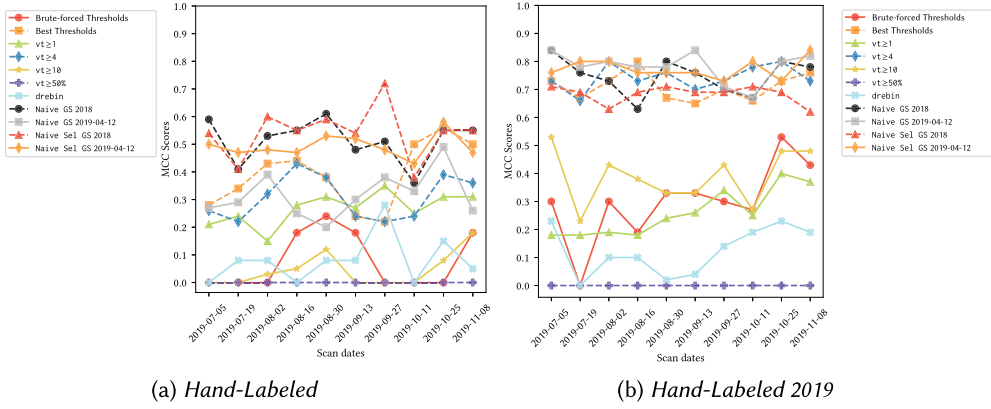 Brute-forced Thresholds
Best Thresholds
vt≥1
vt≥4
vt≥10
vt≥50%
drebin
Naive GS 2018
Naive GS 2019-04-12
Naive Sel GS 2018
Naive Sel GS 2019-04-12
MCC Scores
1.0
0.9
0.8
0.7
0.6
0.5
0.4
0.3
0.2
0.1
0.0
2019-07-05
2019-07-19
2019-08-02
2019-08-16
2019-08-30
2019-09-13
2019-09-27
2019-10-11
2019-10-25
2019-11-08
Scan dates
(a) Hand-Labeled
MCC Scores
1.0
0.9
0.8
0.7
0.6
0.5
0.4
0.3
0.2
0.1
0.0
2019-07-05
2019-07-19
2019-08-02
2019-08-16
2019-08-30
2019-09-13
2019-09-27
2019-10-11
2019-10-25
2019-11-08
Scan dates
Brute-forced Thresholds
Best Thresholds
vt≥1
vt≥4
vt≥10
vt≥50%
drebin
Naive GS 2018
Naive GS 2019-04-12
Naive Sel GS 2018
Naive Sel GS 2019-04-12
(b) Hand-Labeled 2019